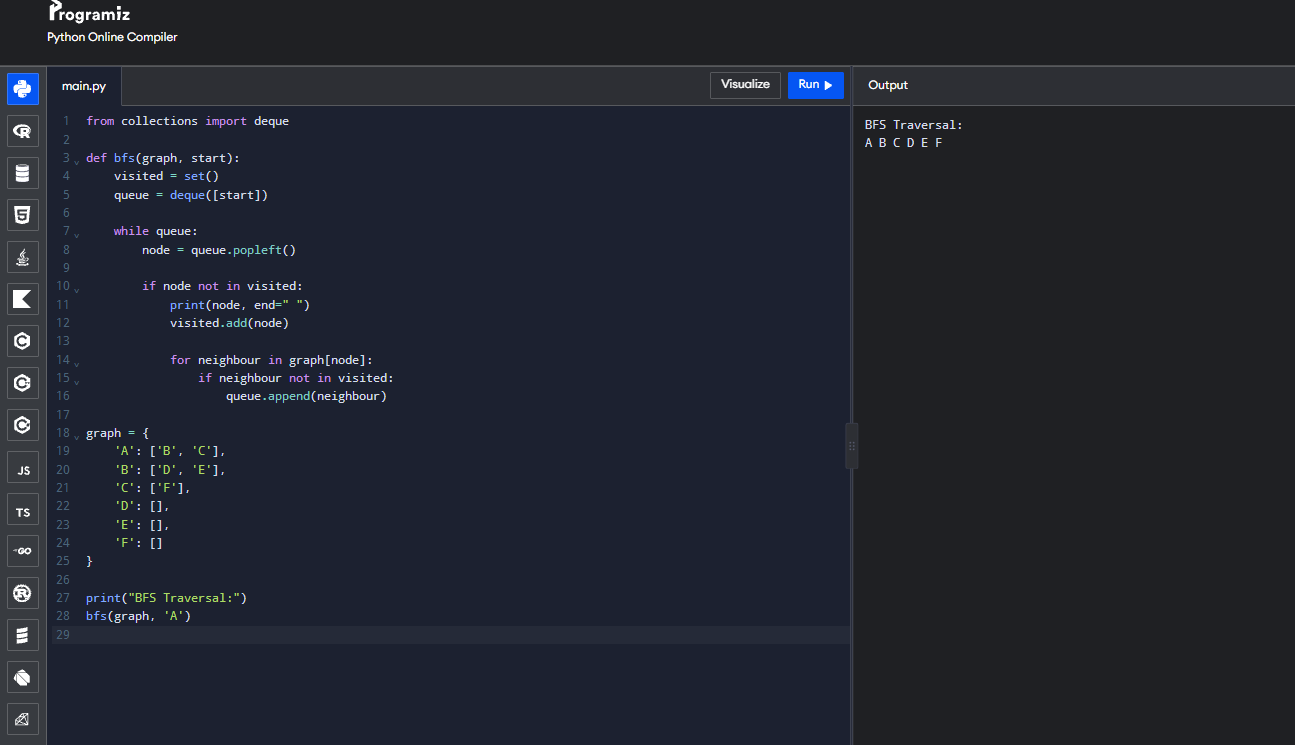 Programiz
Python Online Compiler
main.py
Visualize
Run
Output
1 from collections import deque
2
3 def bfs(graph, start):
4     visited = set()
5     queue = deque([start])
6
7     while queue:
8         node = queue.popleft()
9
10         if node not in visited:
11             print(node, end=" ")
12             visited.add(node)
13
14             for neighbour in graph[node]:
15                 if neighbour not in visited:
16                     queue.append(neighbour)
17
18 graph = {
19     'A': ['B', 'C'],
20     'B': ['D', 'E'],
21     'C': ['F'],
22     'D': [],
23     'E': [],
24     'F': []
25 }
26
27 print("BFS Traversal:")
28 bfs(graph, 'A')
29
BFS Traversal:
A B C D E F
R
5
C
C
C
JS
TS
GO
R